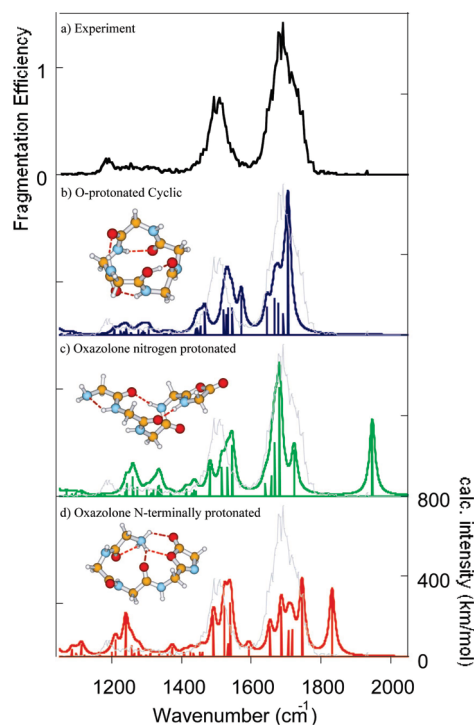 Fragmentation Efficiency
a) Experiment
1
0
b) O-protonated Cyclic
c) Oxazolone nitrogen protonated
800
d) Oxazolone N-terminally protonated
400
0
calc. intensity (km/mol)
1200 1400 1600 1800 2000
Wavenumber (cm-1)